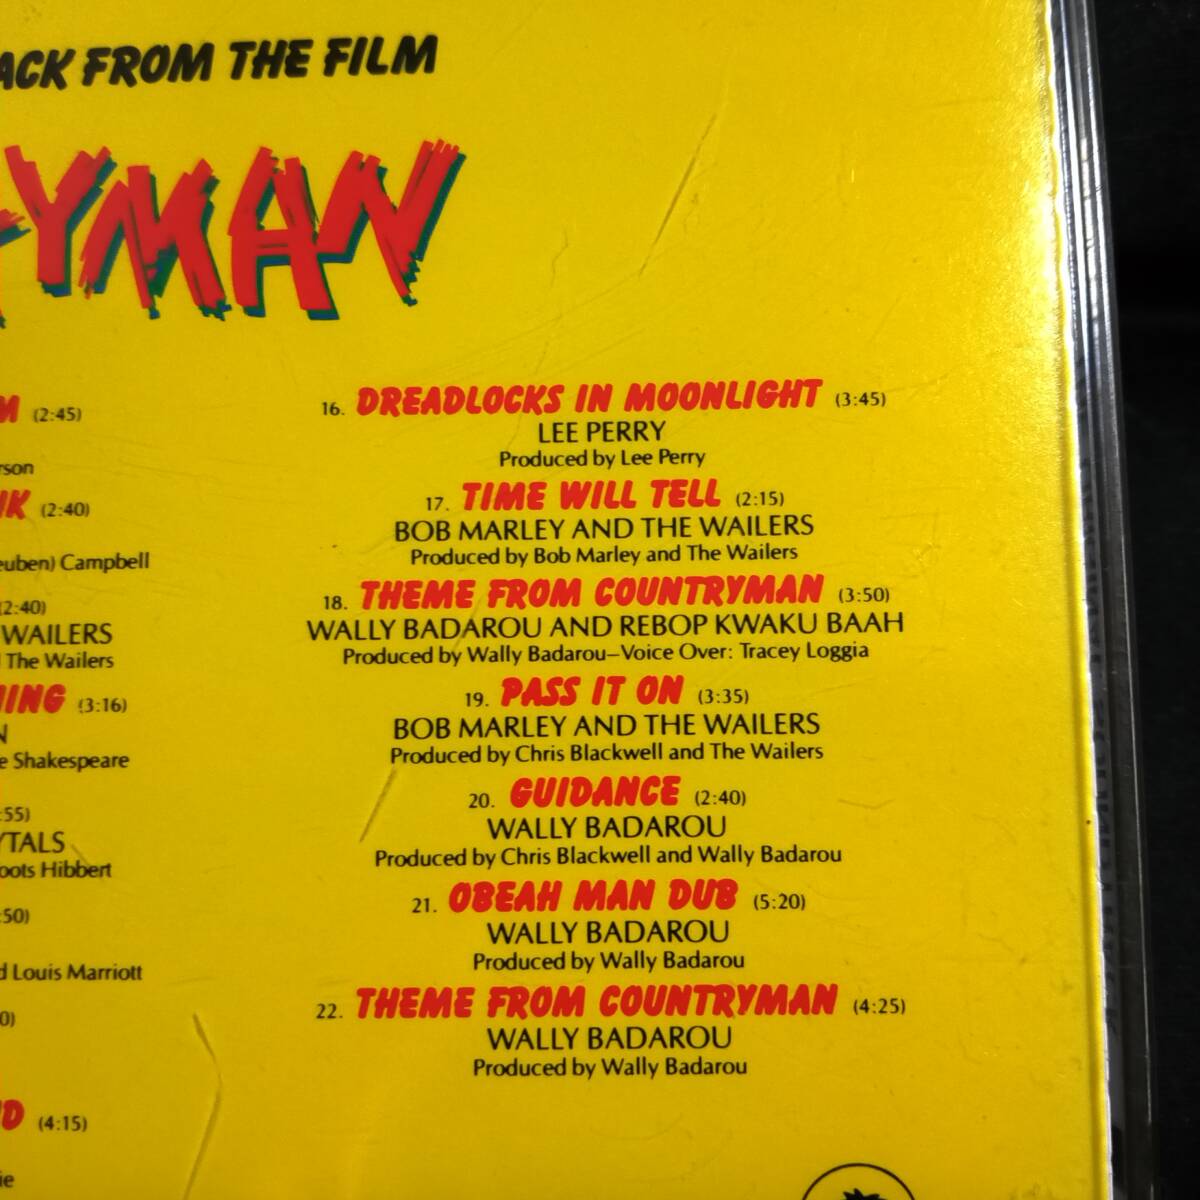 FROM THE FILM
(2:45)
(2:40)
Campbell
(2:40)
WAILERS
The Wailers
(3:16)
Shakespeare
Hibbert
Louis Marriott
(4:15)
16. DREADLOCKS IN MOONLIGHT (3:45)
LEE PERRY
Produced by Lee Perry
17. TIME WILL TELL (2:15)
BOB MARLEY AND THE WAILERS
Produced by Bob Marley and The Wailers
18. THEME FROM COUNTRYMAN (3:50)
WALLY BADAROU AND REBOP KWAKU BAAH
Produced by Wally Badarou–Voice Over: Tracey Loggia
19. PASS IT ON (3:35)
BOB MARLEY AND THE WAILERS
Produced by Chris Blackwell and The Wailers
20. GUIDANCE (2:40)
WALLY BADAROU
Produced by Chris Blackwell and Wally Badarou
21. OBEAH MAN DUB (5:20)
WALLY BADAROU
Produced by Wally Badarou
22. THEME FROM COUNTRYMAN (4:25)
WALLY BADAROU
Produced by Wally Badarou